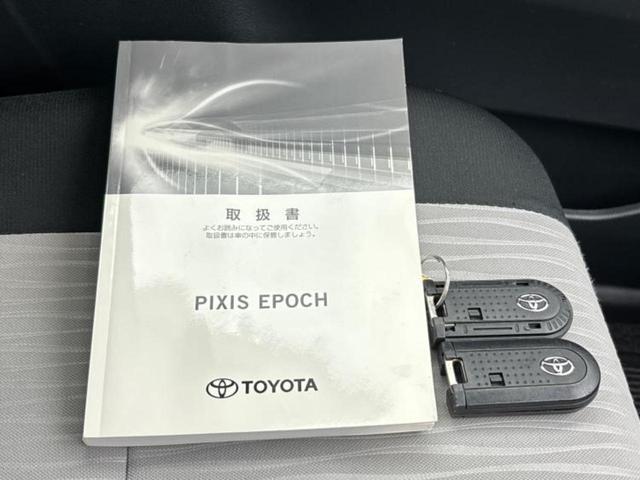 取扱書
よくお読みになってご使用ください。
取扱書は車の中に保管しましょう。
PIXIS EPOCH
TOYOTA